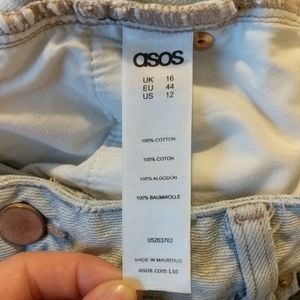 asos
UK 16
EU 44
US 12
100% COTTON
100% COTON
100% ALGODON
100% BAUMWOLLE
05263762
MADE IN MAURITIUS
asos.com Ltd